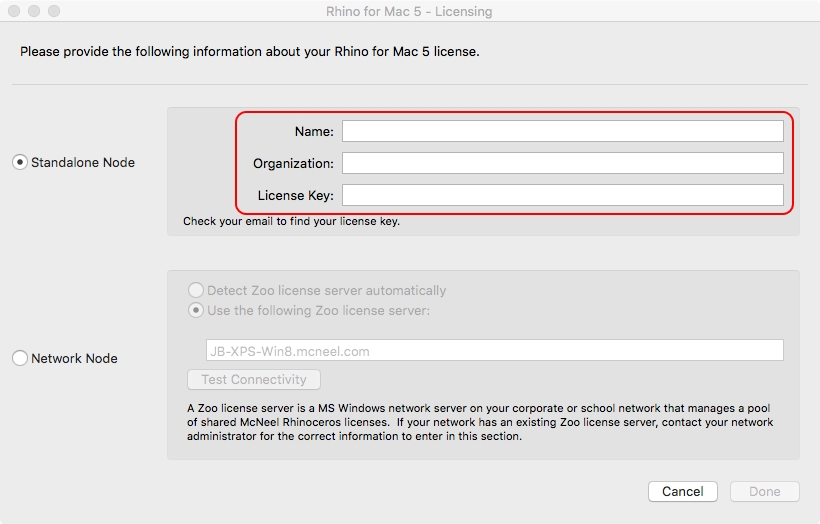 Rhino for Mac 5 - Licensing
Please provide the following information about your Rhino for Mac 5 license.
Name:
Standalone Node
Organization:
License Key:
Check your email to find your license key.
Detect Zoo license server automatically
Use the following Zoo license server:
Network Node
JB-XPS-Win8.mcneel.com
Test Connectivity
A Zoo license server is a MS Windows network server on your corporate or school network that manages a pool
of shared McNeel Rhinoceros licenses.  If your network has an existing Zoo license server, contact your network
administrator for the correct information to enter in this section.
Cancel
Done